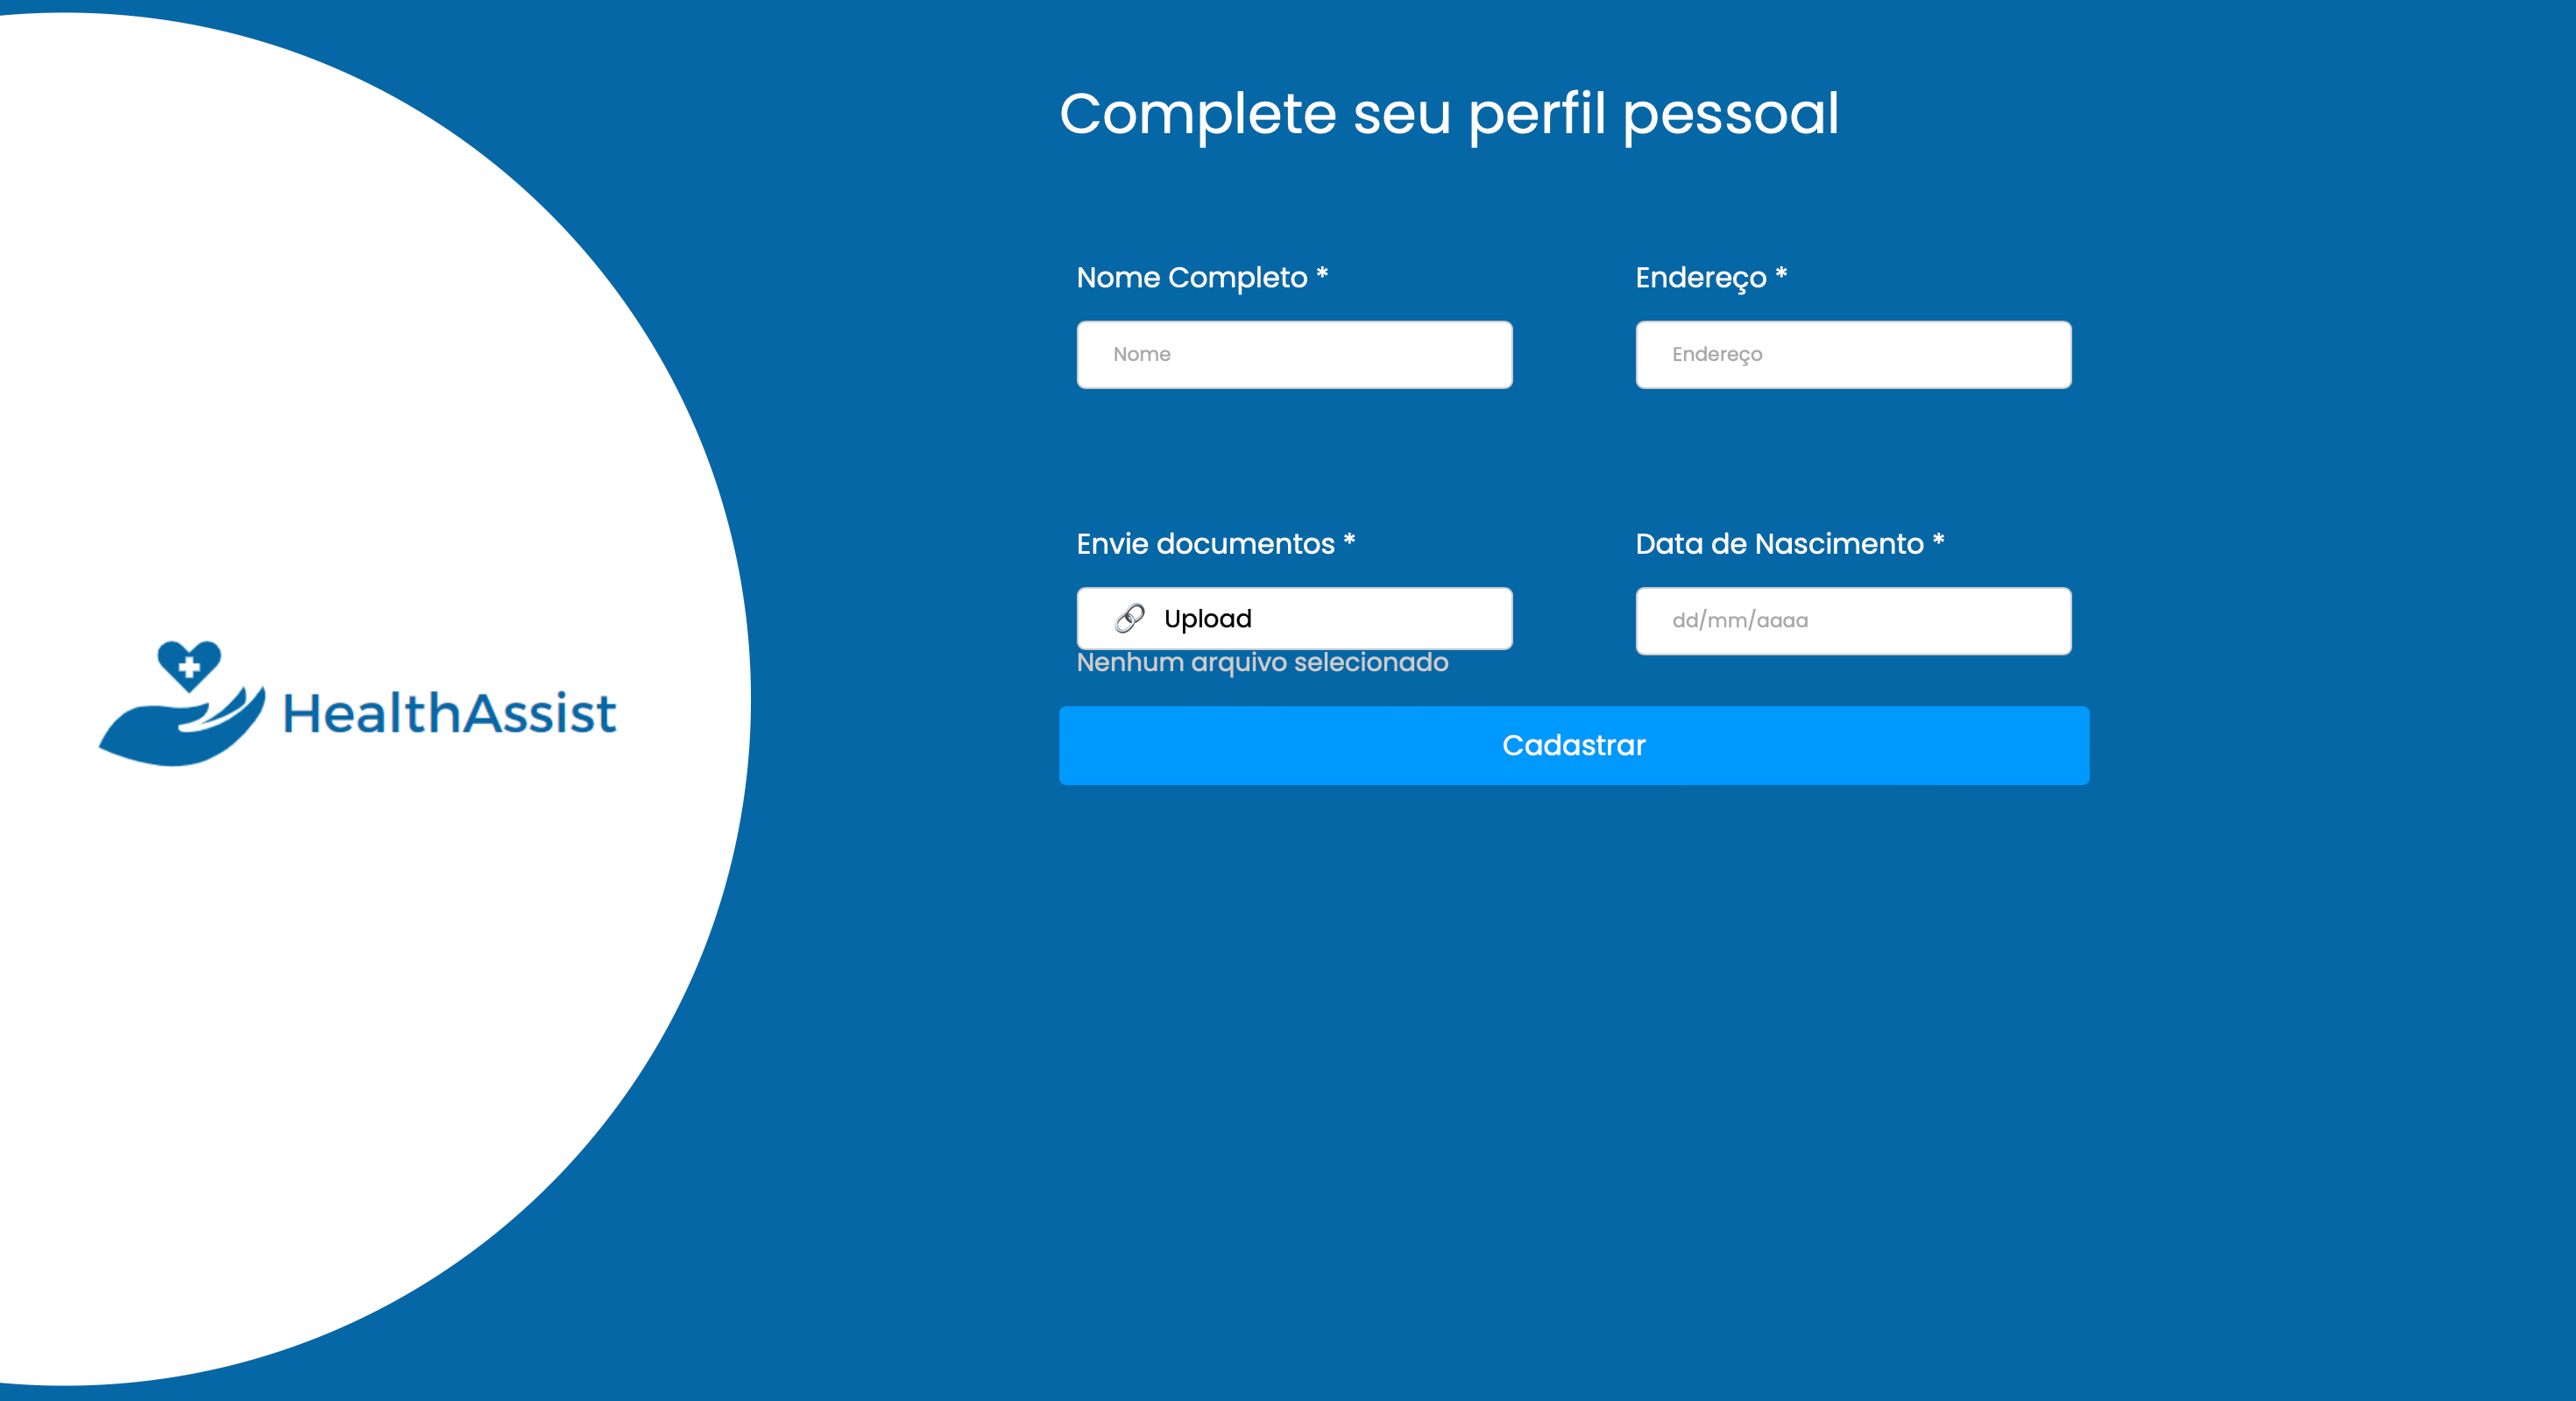 Complete seu perfil pessoal
Nome Completo *
Endereço *
Nome
Endereço
Envie documentos *
Data de Nascimento *
Upload
dd/mm/aaaa
Nenhum arquivo selecionado
HealthAssist
Cadastrar